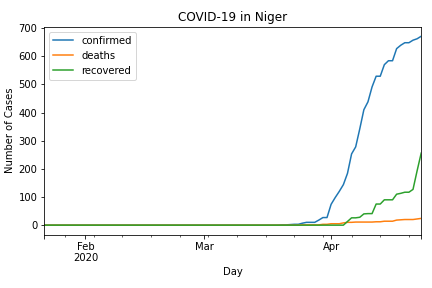 COVID-19 in Niger
confirmed
deaths
recovered
Number of Cases
700
600
500
400
300
200
100
0
Feb
2020
Mar
Apr
Day